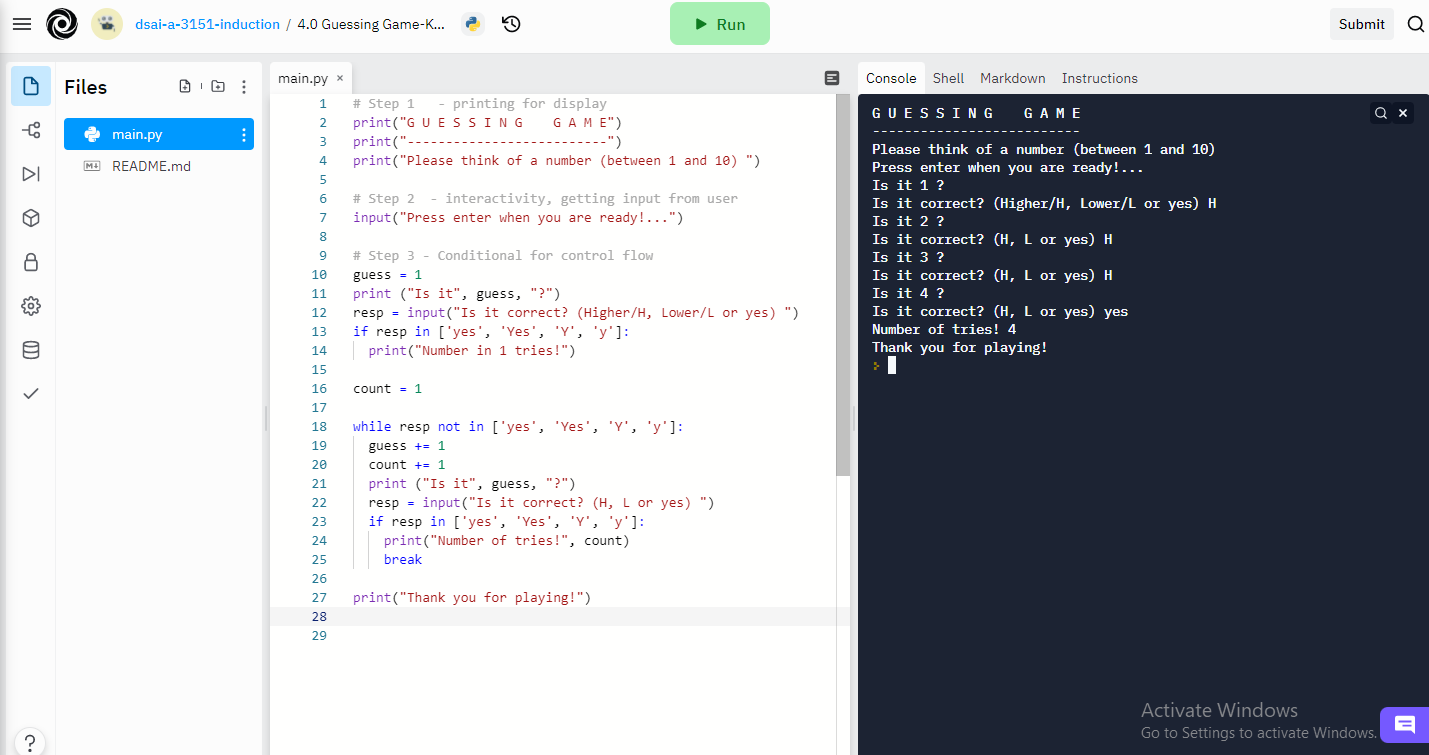 dsai-a-3151-induction / 4.0 Guessing Game-K...
Run
Submit
Files
main.py
README.md
main.py ×
1 # Step 1   - printing for display
2 print("G U E S S I N G    G A M E")
3 print("--------------------------")
4 print("Please think of a number (between 1 and 10) ")
5
6 # Step 2  - interactivity, getting input from user
7 input("Press enter when you are ready!...")
8
9 # Step 3 - Conditional for control flow
10 guess = 1
11 print ("Is it", guess, "?")
12 resp = input("Is it correct? (Higher/H, Lower/L or yes) ")
13 if resp in ['yes', 'Yes', 'Y', 'y']:
14   print("Number in 1 tries!")
15
16 count = 1
17
18 while resp not in ['yes', 'Yes', 'Y', 'y']:
19   guess += 1
20   count += 1
21   print ("Is it", guess, "?")
22   resp = input("Is it correct? (H, L or yes) ")
23   if resp in ['yes', 'Yes', 'Y', 'y']:
24     print("Number of tries!", count)
25     break
26
27 print("Thank you for playing!")
28
29
Console Shell Markdown Instructions
G U E S S I N G    G A M E
--------------------------
Please think of a number (between 1 and 10)
Press enter when you are ready!...
Is it 1 ?
Is it correct? (Higher/H, Lower/L or yes) H
Is it 2 ?
Is it correct? (H, L or yes) H
Is it 3 ?
Is it correct? (H, L or yes) H
Is it 4 ?
Is it correct? (H, L or yes) yes
Number of tries! 4
Thank you for playing!
Activate Windows
Go to Settings to activate Windows.
?